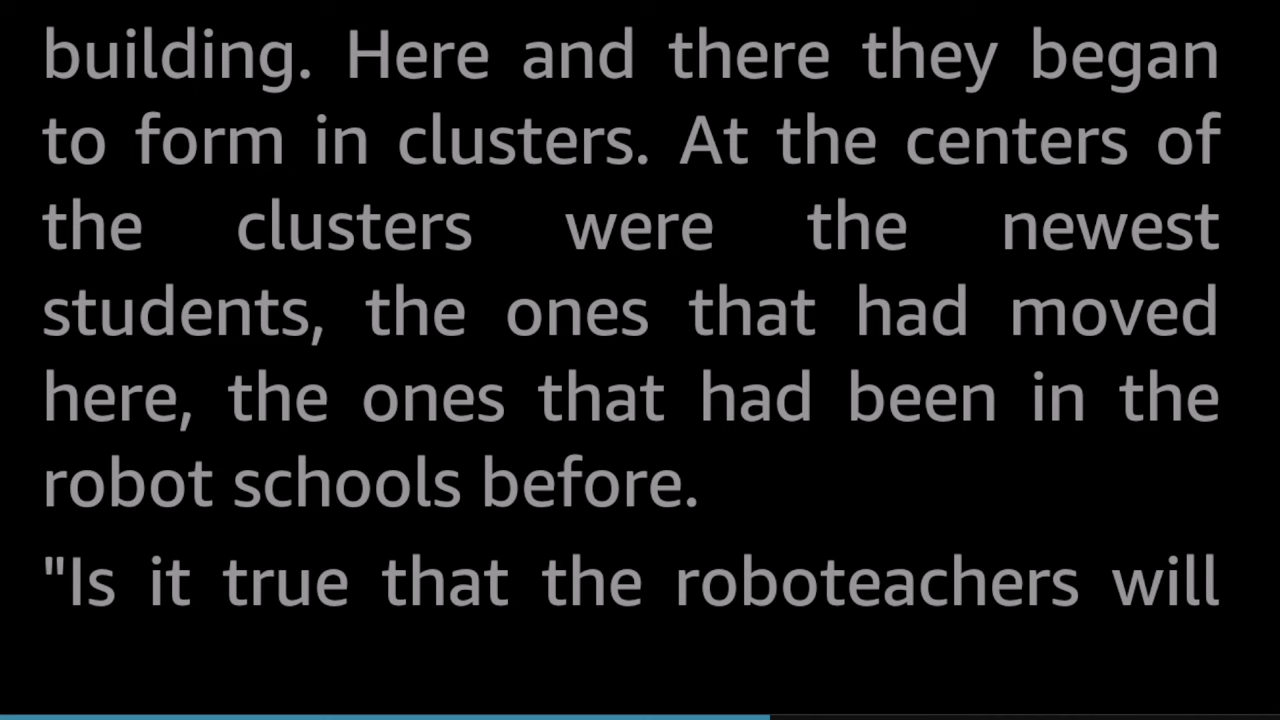 building. Here and there they began
to form in clusters. At the centers of
the clusters were the newest
students, the ones that had moved
here, the ones that had been in the
robot schools before.
"Is it true that the roboteachers will